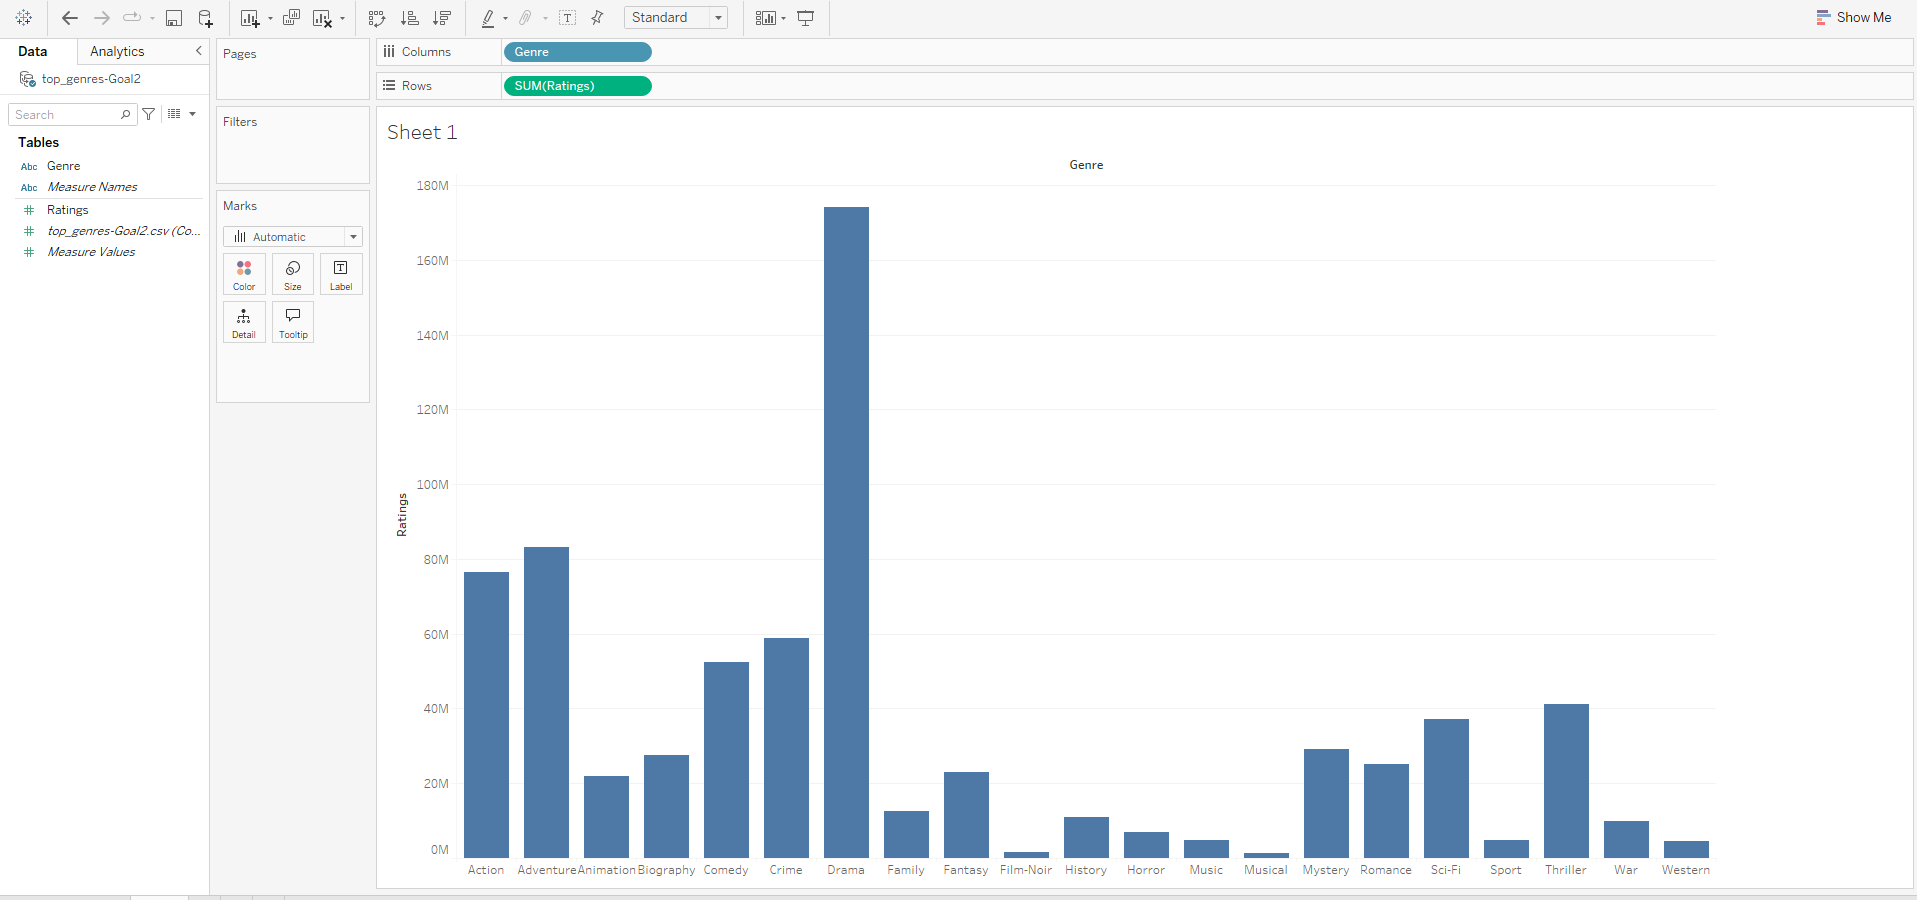 Standard
Show Me
Data
Analytics
top_genres-Goal2
Search
Tables
Abc Genre
Abc Measure Names
# Ratings
# top_genres-Goal2.csv (Co...
# Measure Values
Pages
Filters
Marks
Automatic
Color
Size
T
Label
Detail
Tooltip
Columns
Genre
Rows
SUM(Ratings)
Sheet 1
Genre
180M
160M
140M
120M
100M
80M
60M
40M
20M
0M
Ratings
Action Adventure Animation Biography Comedy Crime Drama Family Fantasy Film-Noir History Horror Music Musical Mystery Romance Sci-Fi Sport Thriller War Western